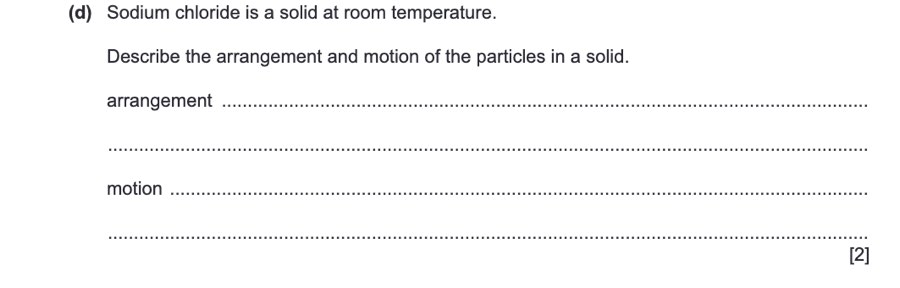 (d) Sodium chloride is a solid at room temperature.
Describe the arrangement and motion of the particles in a solid.
arrangement ................................................................................................................................
................................................................................................................................................
motion ........................................................................................................................................
................................................................................................................................................
[2]